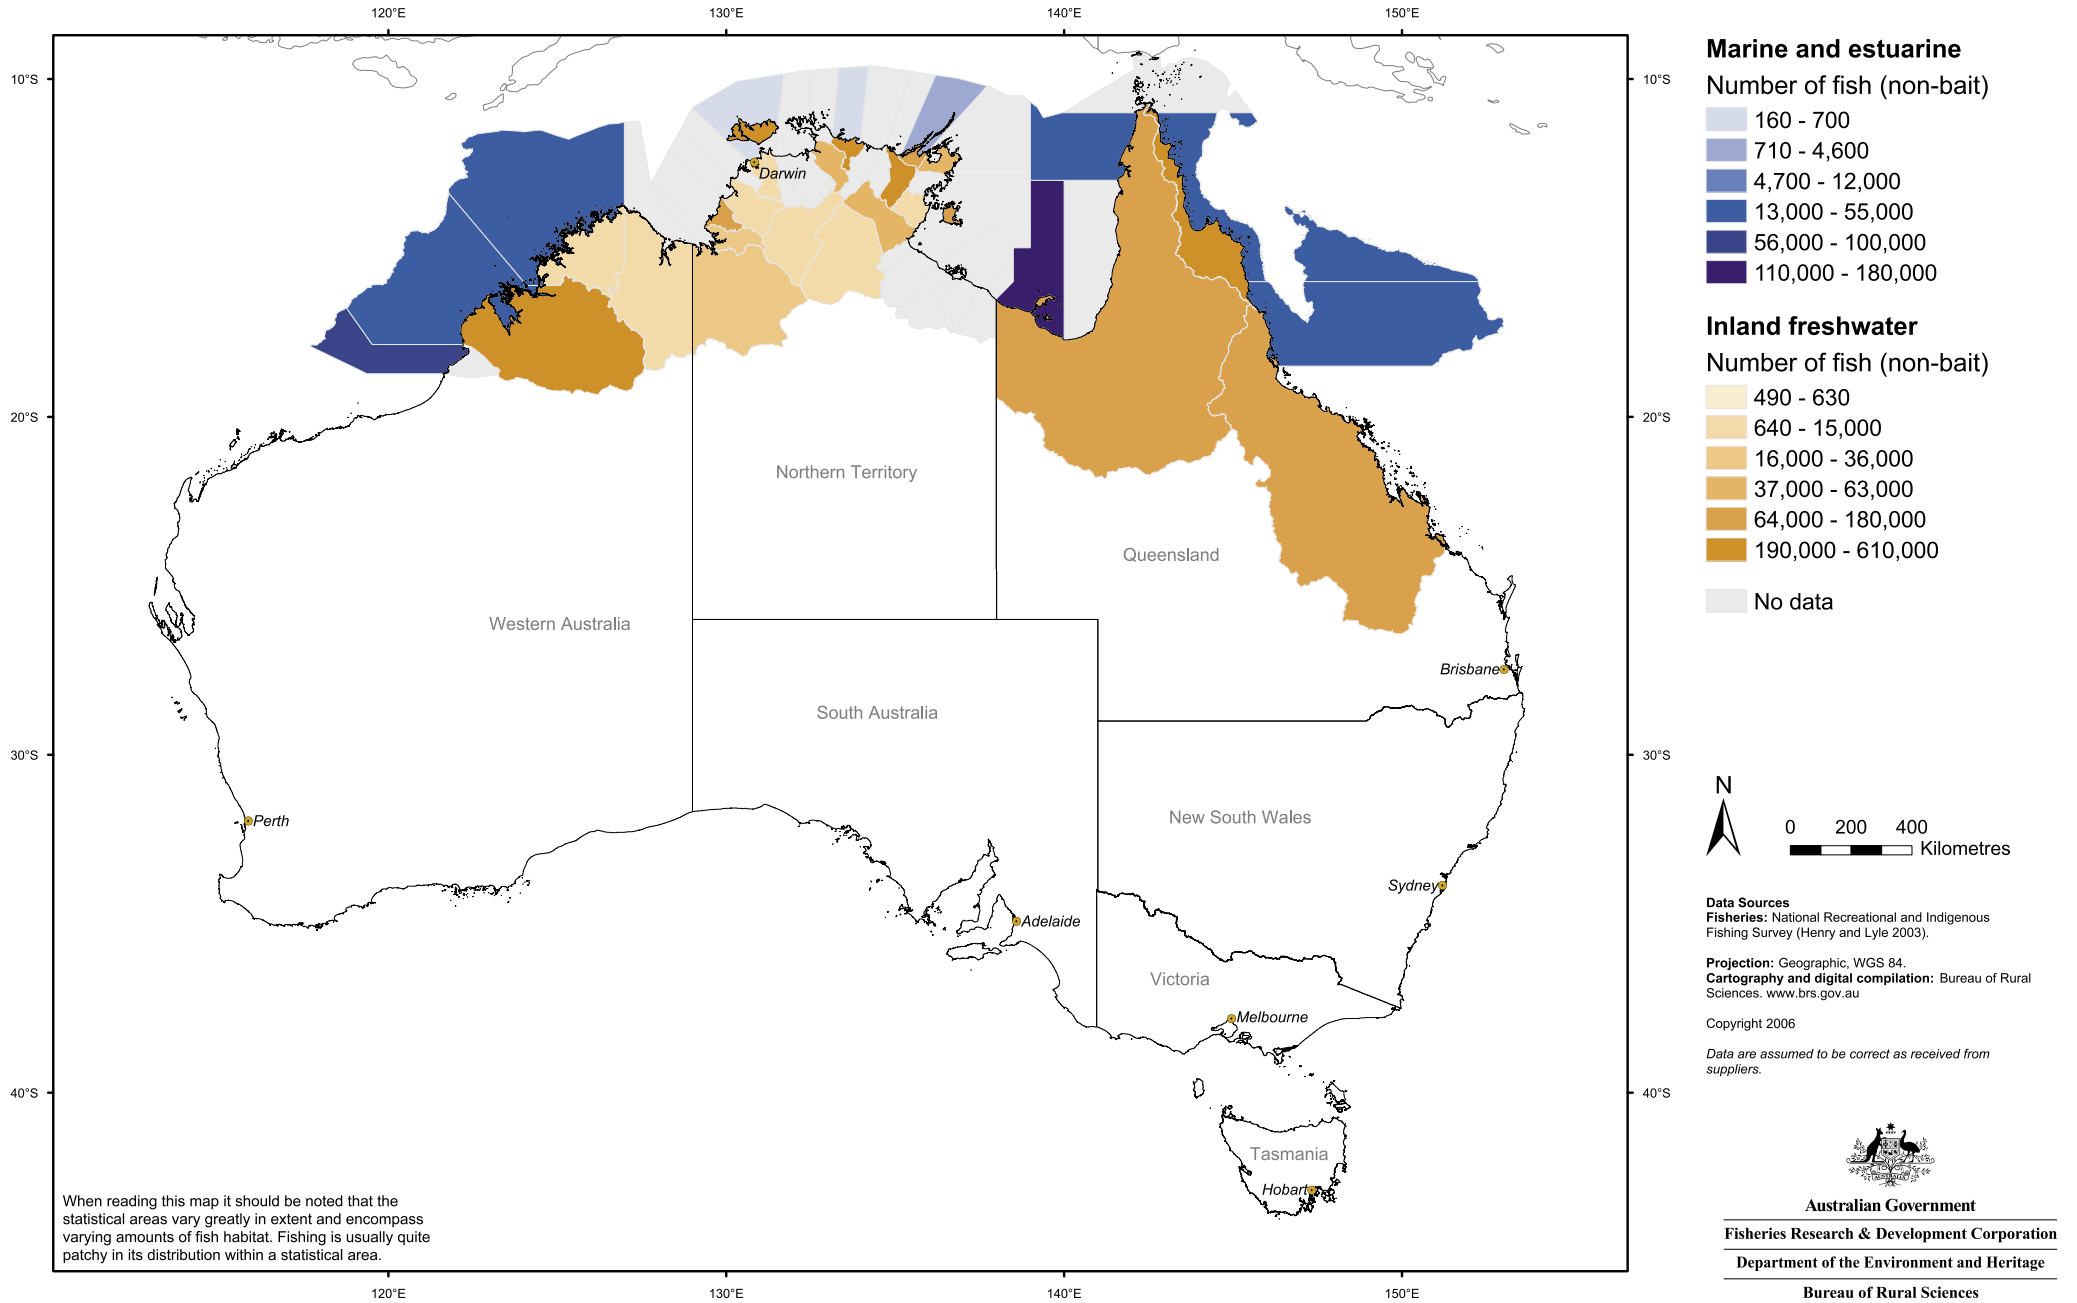 120°E 130°E 140°E 150°E
10°S 10°S
20°S 20°S
30°S 30°S
40°S 40°S
120°E 130°E 140°E 150°E
Darwin
Northern Territory
Queensland
Western Australia
Brisbane
South Australia
New South Wales
Perth
Sydney
Adelaide
Victoria
Melbourne
Tasmania
Hobart
When reading this map it should be noted that the
statistical areas vary greatly in extent and encompass
varying amounts of fish habitat. Fishing is usually quite
patchy in its distribution within a statistical area.
Marine and estuarine
Number of fish (non-bait)
160 - 700
710 - 4,600
4,700 - 12,000
13,000 - 55,000
56,000 - 100,000
110,000 - 180,000
Inland freshwater
Number of fish (non-bait)
490 - 630
640 - 15,000
16,000 - 36,000
37,000 - 63,000
64,000 - 180,000
190,000 - 610,000
No data
N
0 200 400
Kilometres
Data Sources
Fisheries: National Recreational and Indigenous
Fishing Survey (Henry and Lyle 2003).
Projection: Geographic, WGS 84.
Cartography and digital compilation: Bureau of Rural
Sciences. www.brs.gov.au
Copyright 2006
Data are assumed to be correct as received from
suppliers.
AUSTRALIA
Australian Government
Fisheries Research & Development Corporation
Department of the Environment and Heritage
Bureau of Rural Sciences